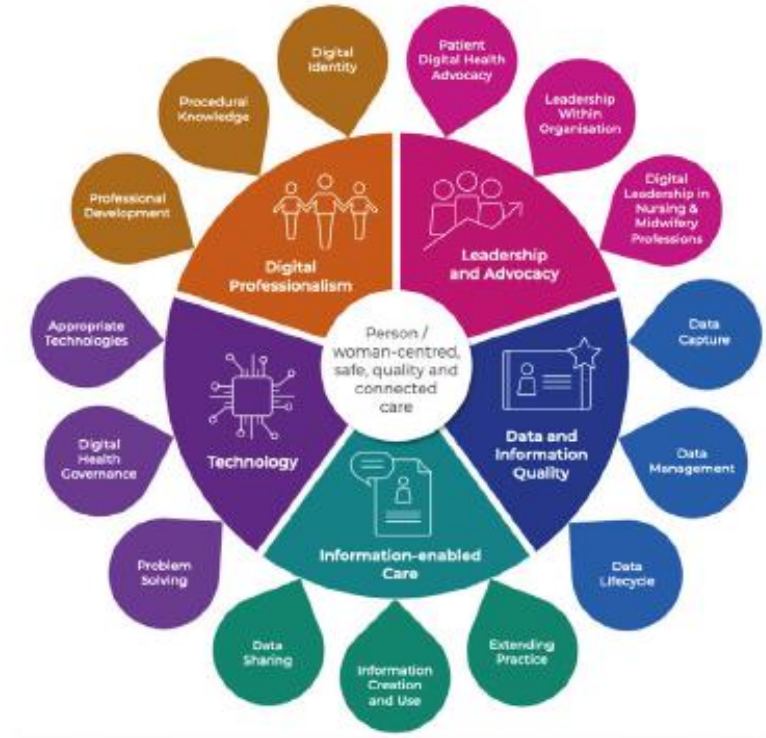 Digital
Identity
Patient
Digital Health
Advocacy
Procedural
Knowledge
Leadership
Within
Organisation
Professional
Development
Digital
Leadership in
Nursing &
Midwifery
Professions
Digital
Professionalism
Leadership
and Advocacy
Appropriate
Technologies
Person /
woman-centred,
safe, quality and
connected
care
Data
Capture
Digital
Health
Governance
Technology
Data and
Information
Quality
Data
Management
Information-enabled
Care
Problem
Solving
Data
Lifecycle
Data
Sharing
Information
Creation
and Use
Extending
Practice